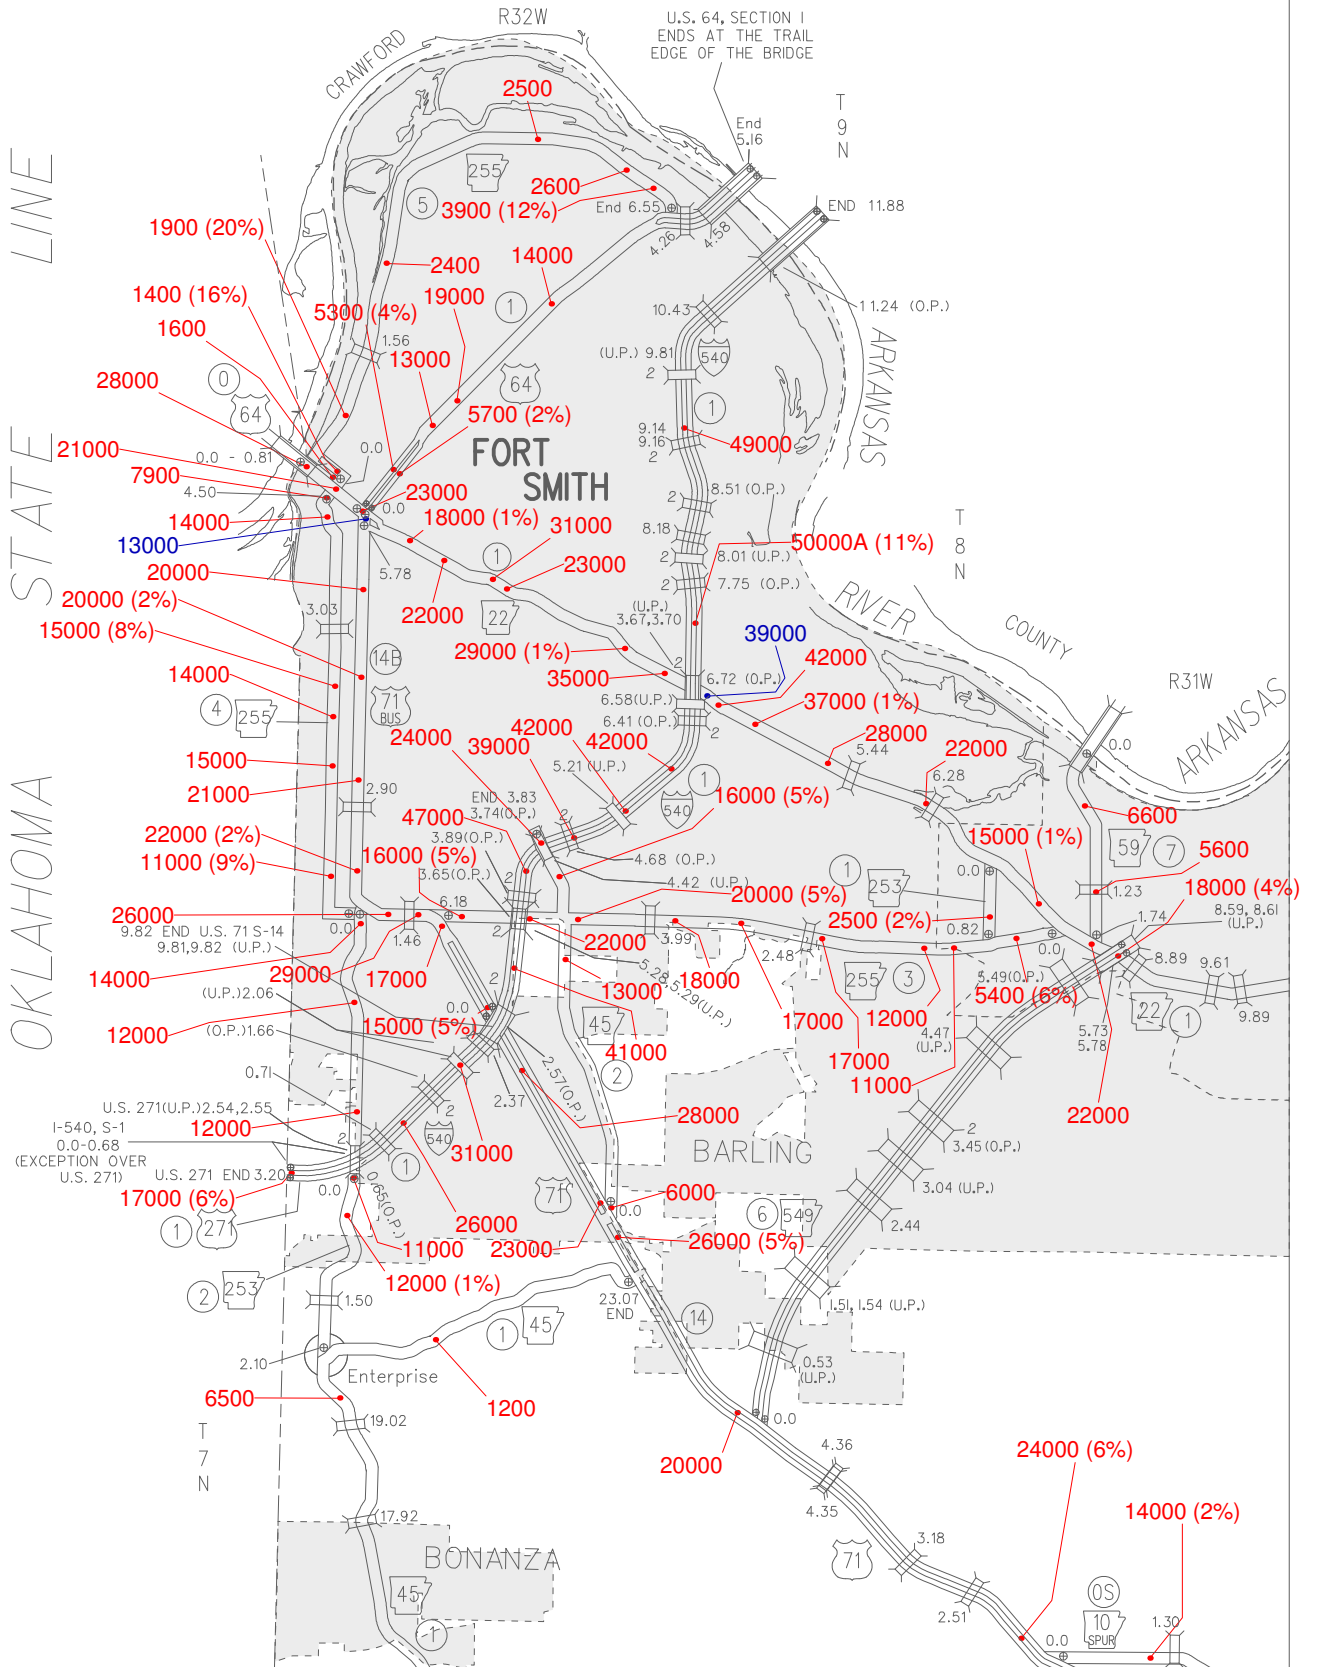 R32W
U.S. 64, SECTION 1
ENDS AT THE TRAIL
EDGE OF THE BRIDGE
CRAWFORD
2500
T
9
N
End
5.16
255
2600
3900 (12%)
End 6.55
END 11.88
5
4.26
4.58
1900 (20%)
2400
14000
1400 (16%)
5300 (4%)
19000
1
11.24 (O.P.)
10.43
1600
1.56
13000
(U.P.) 9.81
540
2
28000
0
64
64
1
5700 (2%)
9.14
9.16
2
49000
ARKANSAS
21000
0.0 - 0.81
0.0
FORT
SMITH
7900
4.50
23000
0.0
2
8.51 (O.P.)
14000
18000 (1%)
31000
8.18
13000
5.78
1
23000
2
8.01 (U.P.)
50000A (11%)
T
8
N
20000
22000
2
7.75 (O.P.)
20000 (2%)
3.03
22
(U.P.)
3.67,3.70
RIVER
COUNTY
15000 (8%)
14B
29000 (1%)
39000
2
14000
35000
6.72 (O.P.)
42000
R31W
4
255
71
BUS
6.58(U.P.)
37000 (1%)
24000
42000
6.41 (O.P.)
2
39000
42000
28000
ARKANSAS
15000
5.21 (U.P.)
1
5.44
22000
0.0
21000
2.90
END 3.83
3.74(O.P.)
540
16000 (5%)
6.28
47000
2
6600
22000 (2%)
3.89(O.P.)
15000 (1%)
16000 (5%)
4.68 (O.P.)
59
7
5600
11000 (9%)
3.65(O.P.)
4.42 (U.P.)
1
253
0.0
1.23
18000 (4%)
20000 (5%)
26000
6.18
2500 (2%)
8.59, 8.61
(U.P.)
0.0
1.46
2
22000
3.99
0.82
1.74
9.82 END U.S. 71 S-14
9.81,9.82 (U.P.)
2.48
14000
29000
17000
2
5.28,5.29(U.P.)
18000
255
3
5.49(O.P.)
8.89
9.61
(U.P.)2.06
13000
17000
5400 (6%)
0.0
12000
22
1
9.89
12000
(O.P.)1.66
15000 (5%)
45
17000
4.47
(U.P.)
5.73
5.78
41000
11000
0.71
2.57(O.P.)
2
2.37
U.S. 271(U.P.)2.54,2.55
2
28000
22000
I-540, S-1
0.0-0.68
(EXCEPTION OVER
U.S. 271)
12000
540
2
31000
3.45(O.P.)
2
1
BARLING
U.S. 271 END 3.20
3.04 (U.P.)
17000 (6%)
0.0
0.65(O.P.)
71
6000
0.0
6
549
2.44
1
271
26000
11000
23000
26000 (5%)
12000 (1%)
2
253
1.50
23.07
END
14
1.51, 1.54 (U.P.)
1
45
2.10
0.53
(U.P.)
Enterprise
6500
1200
0.0
T
7
N
19.02
20000
4.36
24000 (6%)
4.35
17.92
14000 (2%)
3.18
BONANZA
71
45
2.51
0S
10
SPUR
1.30
1
0.0
OKLAHOMA STATE LINE